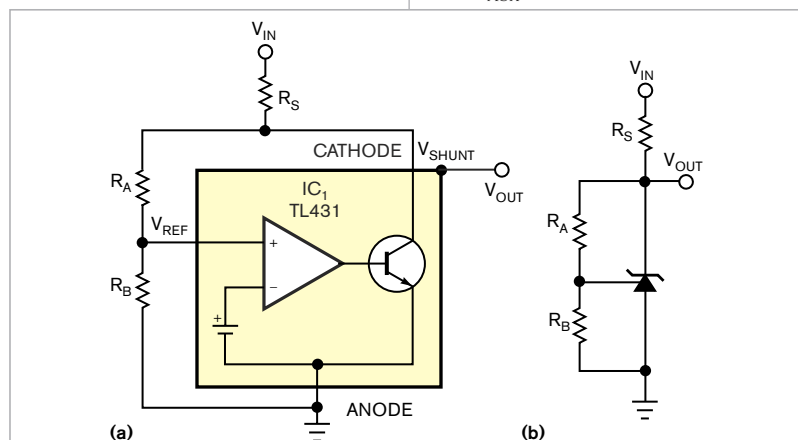 V_IN
R_S
CATHODE
V_SHUNT
V_OUT
IC_1
TL431
R_A
V_REF
+
−
R_B
+
ANODE
(a)
V_IN
R_S
V_OUT
R_A
R_B
(b)